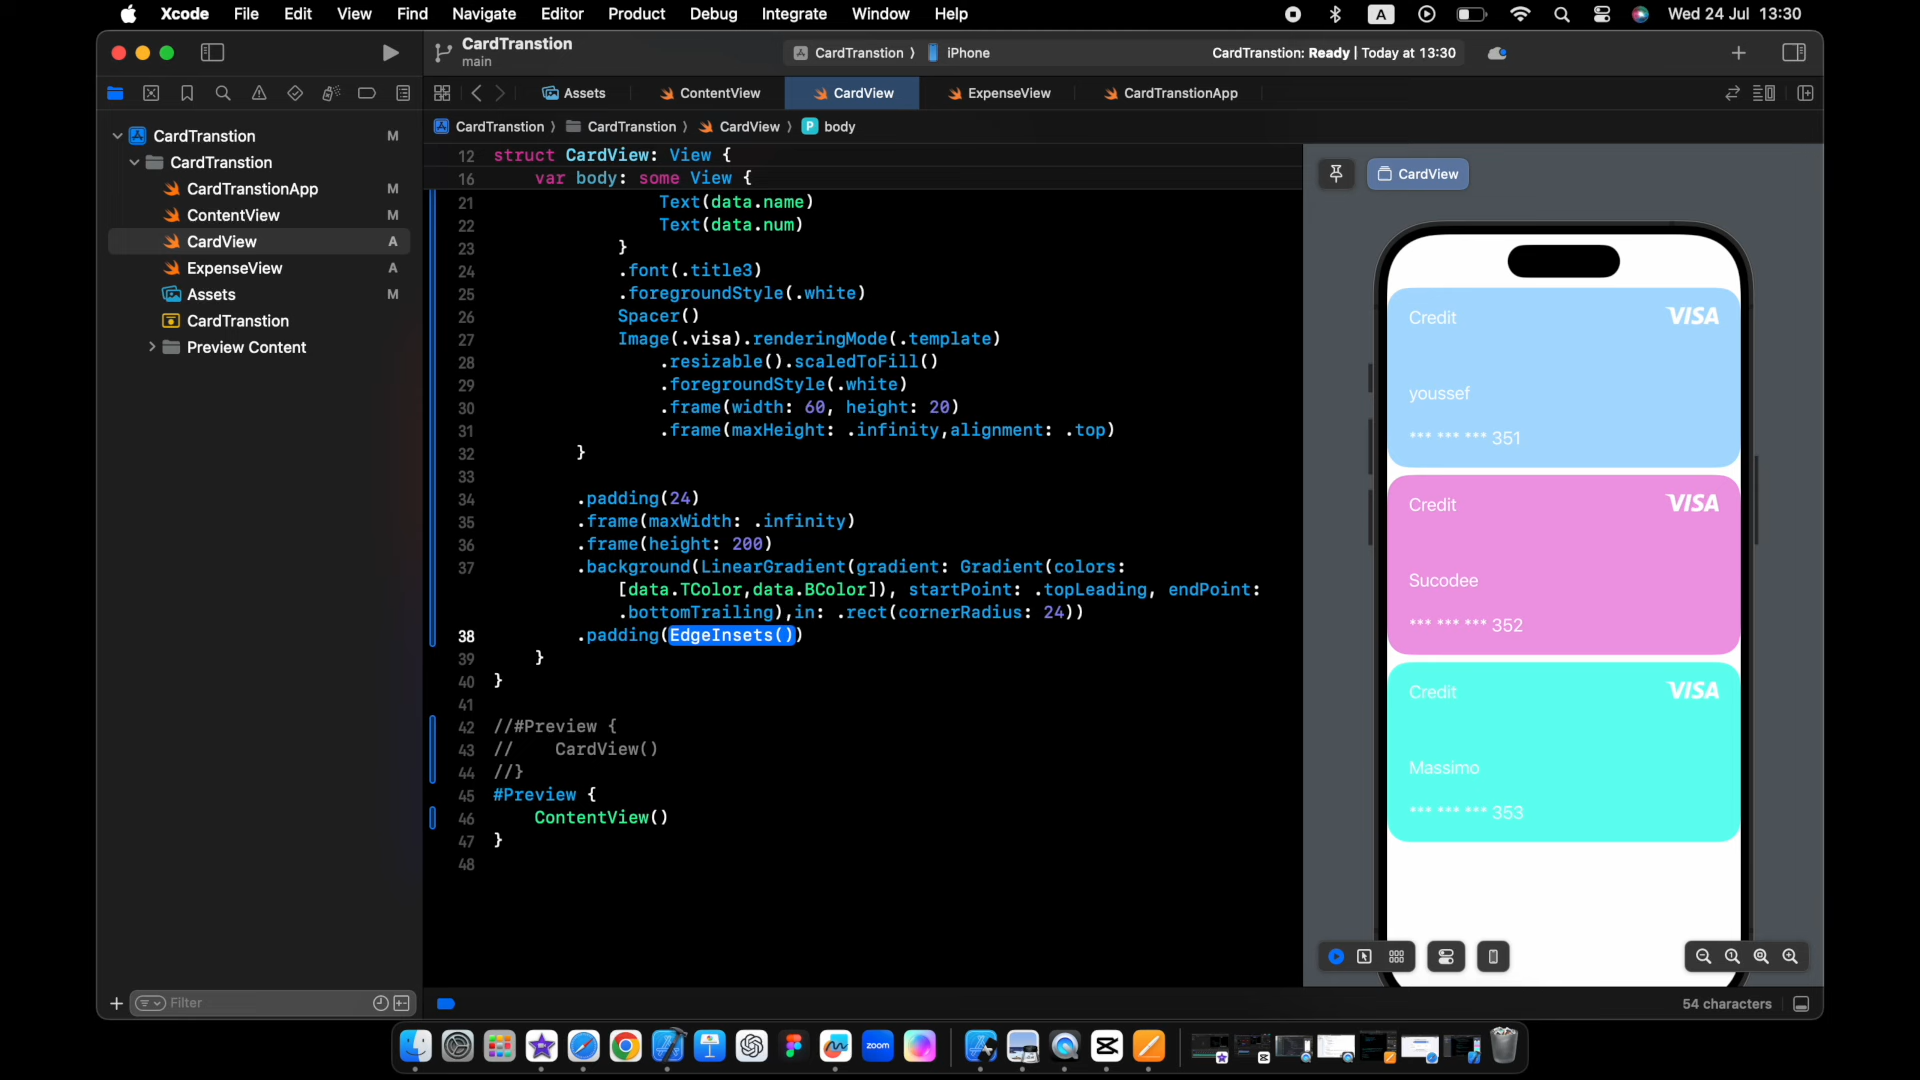 Xcode File Edit View Find Navigate Editor Product Debug Integrate Window Help A Wed 24 Jul 13:30
CardTranstion
main
CardTranstion 〉 iPhone
CardTranstion: Ready | Today at 13:30
Assets ContentView CardView ExpenseView CardTranstionApp
CardTranstion 〉 CardTranstion 〉 CardView 〉 P body
CardTranstion M
CardTranstion
CardTranstionApp M
ContentView M
CardView A
ExpenseView A
Assets M
CardTranstion
Preview Content
Filter
12 struct CardView: View {
16 var body: some View {
21 Text(data.name)
22 Text(data.num)
23 }
24 .font(.title3)
25 .foregroundStyle(.white)
26 Spacer()
27 Image(.visa).renderingMode(.template)
28 .resizable().scaledToFill()
29 .foregroundStyle(.white)
30 .frame(width: 60, height: 20)
31 .frame(maxHeight: .infinity,alignment: .top)
32 }
33
34 .padding(24)
35 .frame(maxWidth: .infinity)
36 .frame(height: 200)
37 .background(LinearGradient(gradient: Gradient(colors:
[data.TColor,data.BColor]), startPoint: .topLeading, endPoint:
.bottomTrailing),in: .rect(cornerRadius: 24))
38 .padding(EdgeInsets())
39 }
40 }
41
42 //#Preview {
43 // CardView()
44 //}
45 #Preview {
46 ContentView()
47 }
48
CardView
Credit VISA
youssef
*** *** *** 351
Credit VISA
Sucodee
*** *** *** 352
Credit VISA
Massimo
*** *** *** 353
54 characters
zoom